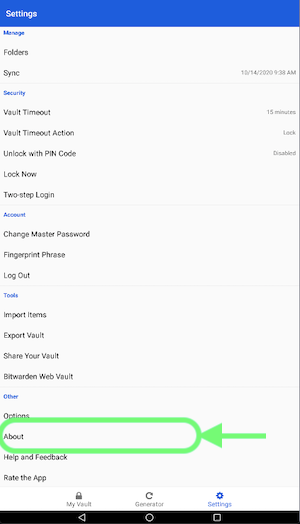 Settings
Manage
Folders
Sync 10/14/2020 9:38 AM
Security
Vault Timeout 15 minutes
Vault Timeout Action Lock
Unlock with PIN Code Disabled
Lock Now
Two-step Login
Account
Change Master Password
Fingerprint Phrase
Log Out
Tools
Import Items
Export Vault
Share Your Vault
Bitwarden Web Vault
Other
Options
About
Help and Feedback
Rate the App
My Vault Generator Settings